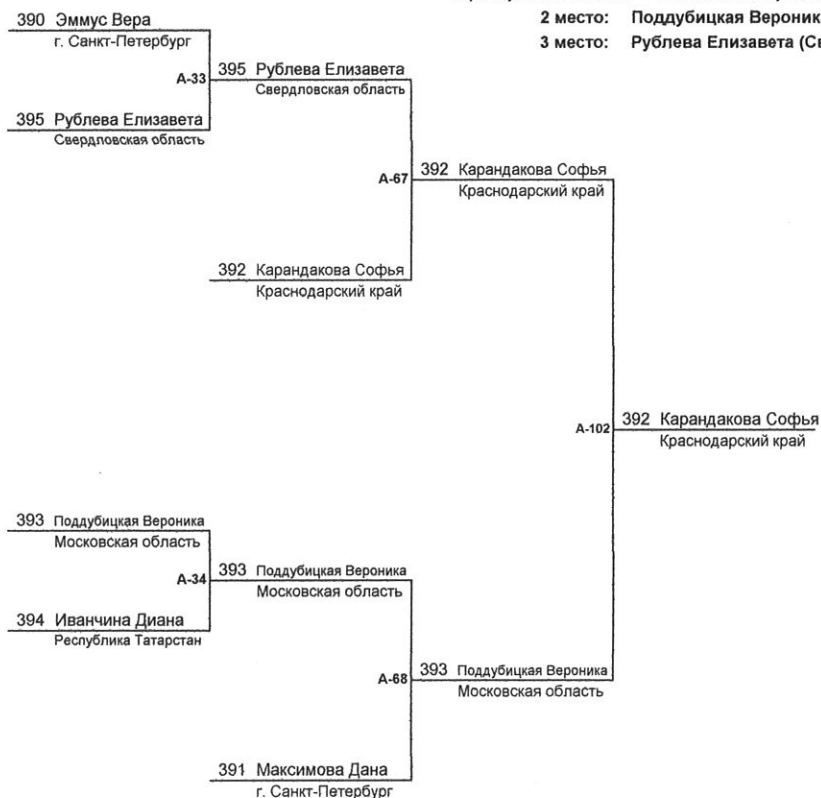 390 Эммус Вера
г. Санкт-Петербург
2 место: Поддубицкая
3 место: Рублева Елизавета
А-33
395 Рублева Елизавета
Свердловская область
395 Рублева Елизавета
Свердловская область
А-67
392 Карандакова Софья
Краснодарский край
392 Карандакова Софья
Краснодарский край
А-102
392 Карандакова Софья
Краснодарский край
393 Поддубицкая Вероника
Московская область
А-34
393 Поддубицкая Вероника
Московская область
394 Иванчина Диана
Республика Татарстан
А-68
393 Поддубицкая Вероника
Московская область
391 Максимова Дана
г. Санкт-Петербург